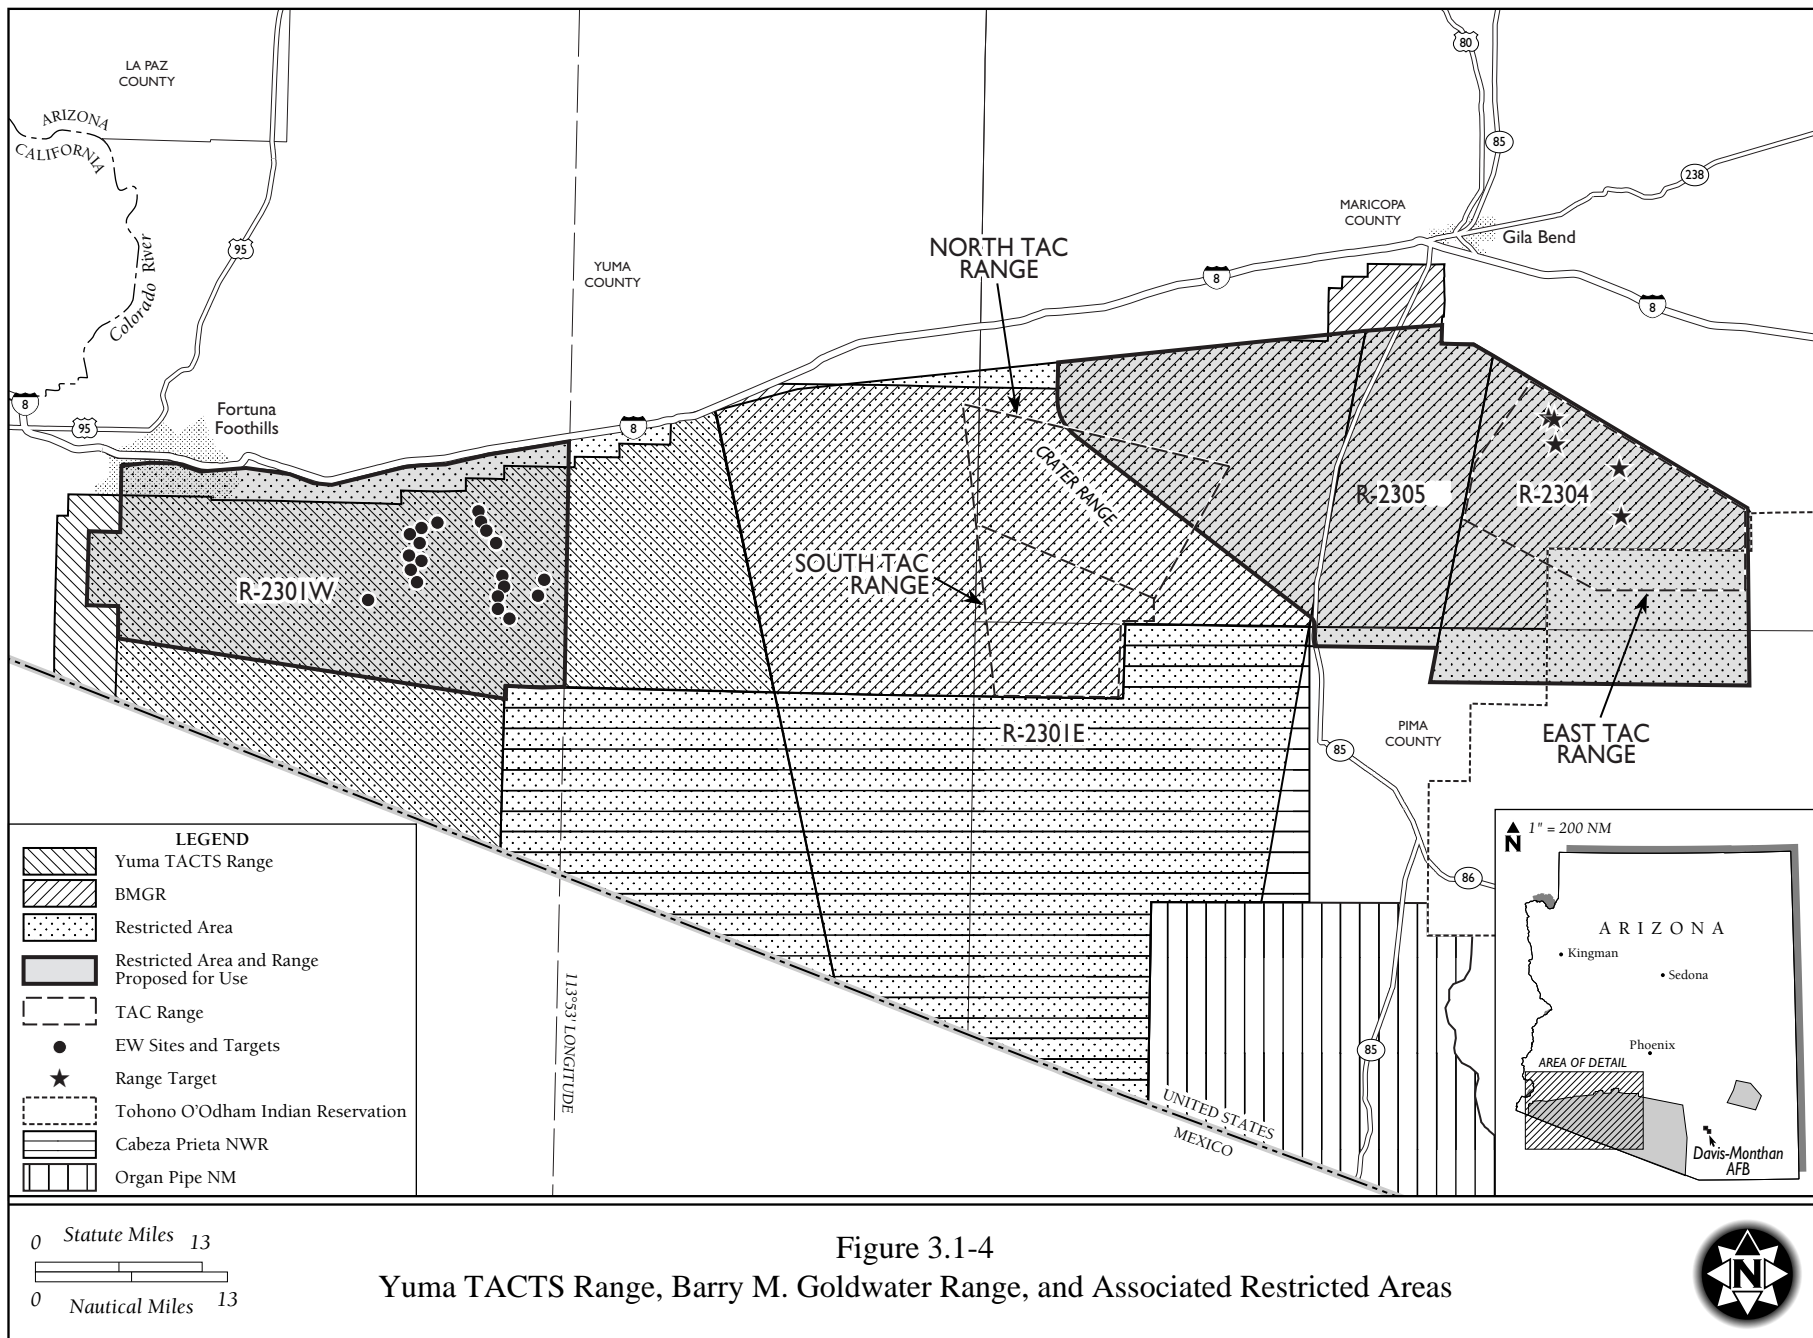 LA PAZ
COUNTY
ARIZONA
CALIFORNIA
Colorado River
95
8
95
Fortuna
Foothills
YUMA
COUNTY
8
NORTH TAC
RANGE
8
80
85
238
MARICOPA
COUNTY
Gila Bend
8
CRATER RANGE
SOUTH TAC
RANGE
R-2301W
R-2305
R-2304
R-2301E
PIMA
COUNTY
EAST TAC
RANGE
85
86
85
113°53' LONGITUDE
UNITED STATES
MEXICO
LEGEND
Yuma TACTS Range
BMGR
Restricted Area
Restricted Area and Range
Proposed for Use
TAC Range
EW Sites and Targets
Range Target
Tohono O'Odham Indian Reservation
Cabeza Prieta NWR
Organ Pipe NM
N
1" = 200 NM
ARIZONA
Kingman
Sedona
Phoenix
AREA OF DETAIL
Davis-Monthan
AFB
0 Statute Miles 13
0 Nautical Miles 13
Figure 3.1-4
Yuma TACTS Range, Barry M. Goldwater Range, and Associated Restricted Areas
N